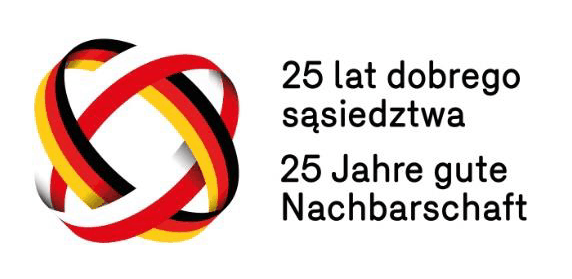 25 lat dobrego
sąsiedztwa
25 Jahre gute
Nachbarschaft